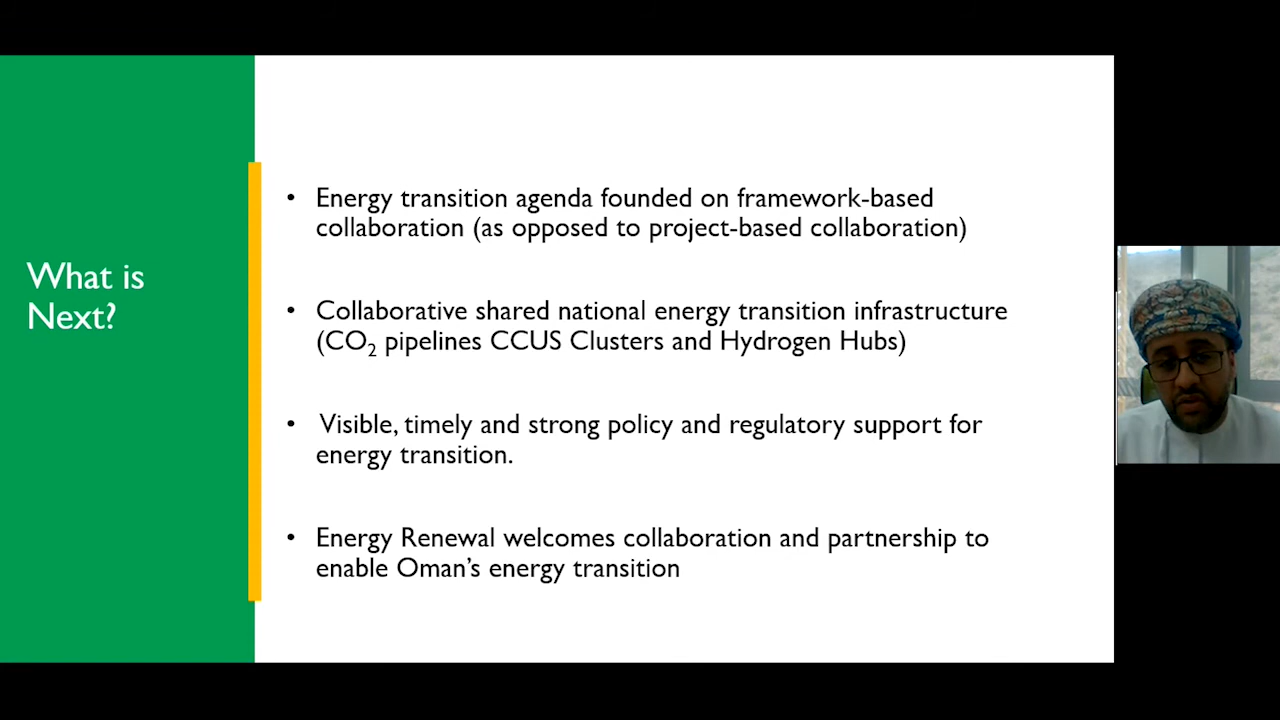 What is
Next?
• Energy transition agenda founded on framework-based
collaboration (as opposed to project-based collaboration)
• Collaborative shared national energy transition infrastructure
(CO₂ pipelines CCUS Clusters and Hydrogen Hubs)
• Visible, timely and strong policy and regulatory support for
energy transition.
• Energy Renewal welcomes collaboration and partnership to
enable Oman’s energy transition